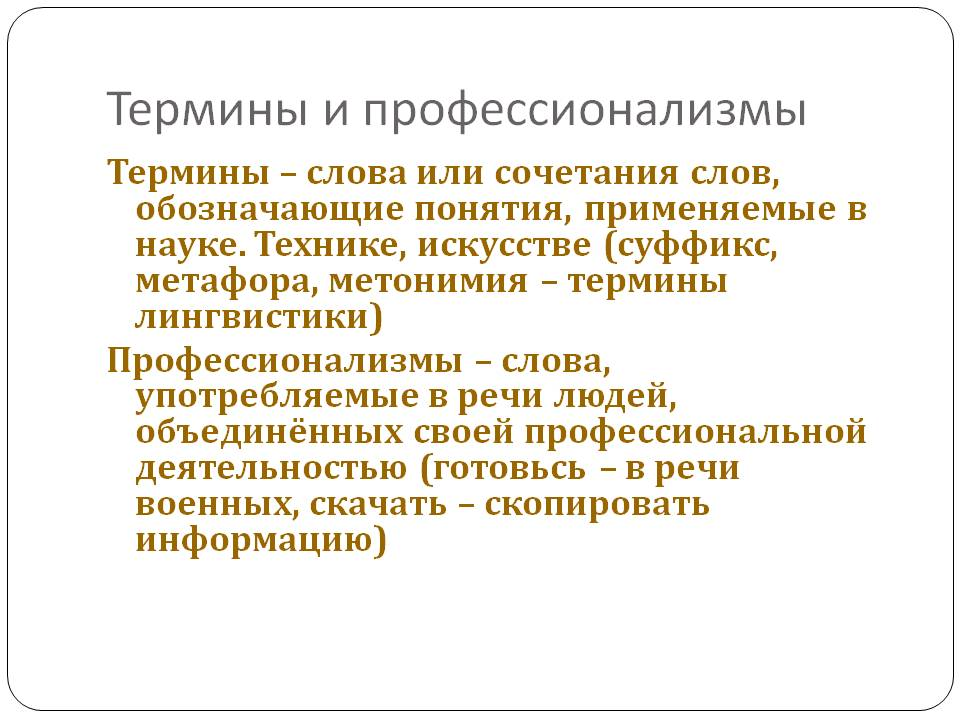 Термины и профессионализмы
Термины – слова или сочетания слов,
обозначающие понятия, применяемые в
науке. Технике, искусстве (суффикс,
метафора, метонимия – термины
лингвистики)
Профессионализмы – слова,
употребляемые в речи людей,
объединённых своей профессиональной
деятельностью (готовьсь – в речи
военных, скачать – скопировать
информацию)